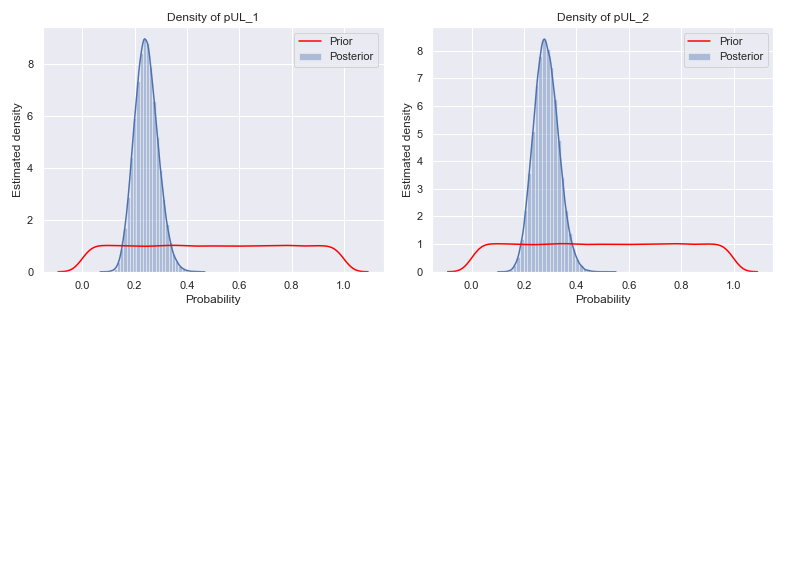 Density of pUL_1
Estimated density
8
6
4
2
0
0.0 0.2 0.4 0.6 0.8 1.0
Probability
Prior
Posterior
Density of pUL_2
Estimated density
8
7
6
5
4
3
2
1
0
0.0 0.2 0.4 0.6 0.8 1.0
Probability
Prior
Posterior